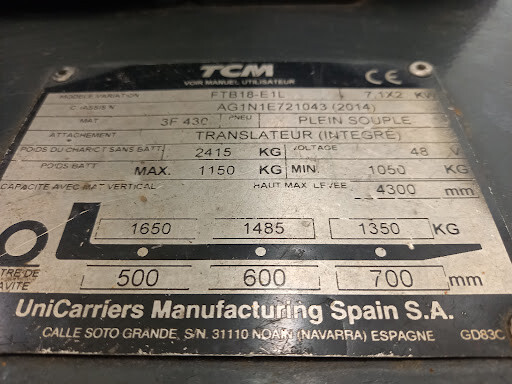 TCM
VOIR MANUEL UTILISATEUR
CE
MODELE/VARIATION FTB18-E1L 7,1X2 KW
CHASSIS N AG1N1E721043 (2014)
MAT 3F 430 PNEU PLEIN SOUPLE
ATTACHEMENT TRANSLATEUR (INTEGRE)
POIDS DU CHARIOT SANS BATT. 2415 KG VOLTAGE 48 V
POIDS BATT. MAX. 1150 KG MIN. 1050 KG
CAPACITE AVEC MAT VERTICAL HAUT MAX LEVEE 4300 mm
1650 1485 1350 KG
TRE DE
AVITE
500 600 700 mm
UniCarriers Manufacturing Spain S.A.
CALLE SOTO GRANDE, S/N. 31110 NOAIN (NAVARRA) ESPAGNE GD83C